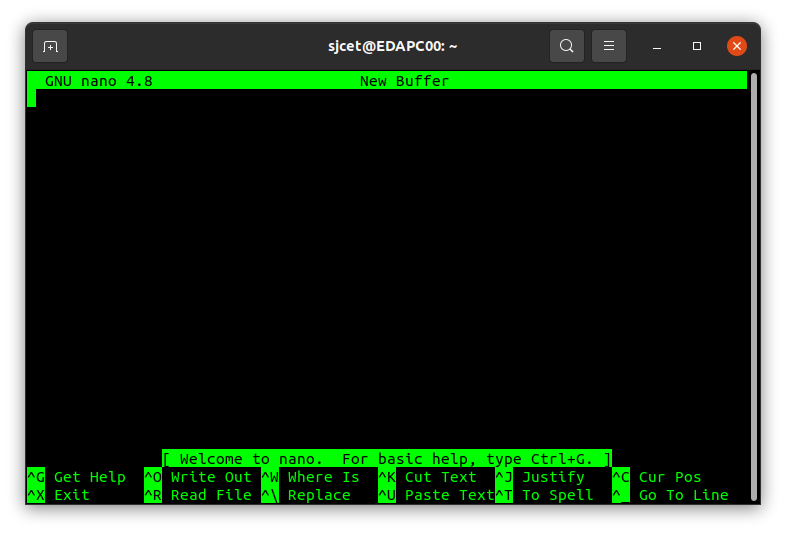 sjcet@EDAPC00: ~
GNU nano 4.8 New Buffer
[ Welcome to nano.  For basic help, type Ctrl+G. ]
^G Get Help ^O Write Out ^W Where Is ^K Cut Text ^J Justify ^C Cur Pos
^X Exit ^R Read File ^\ Replace ^U Paste Text ^T To Spell ^_ Go To Line